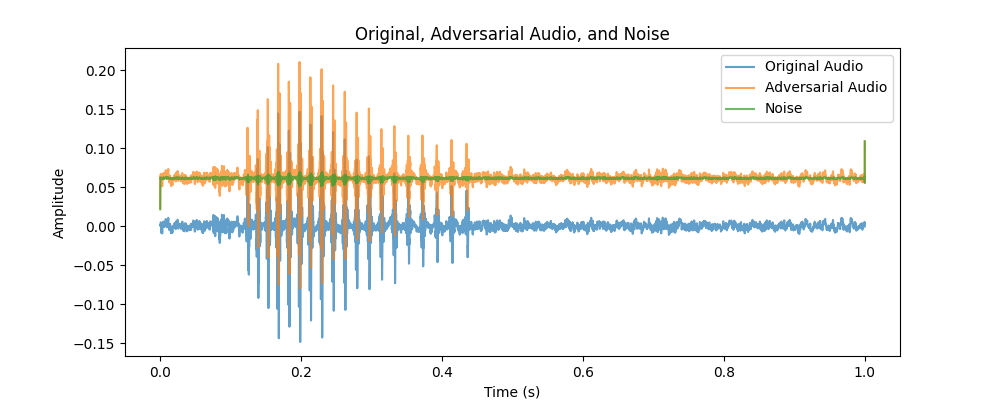 Original, Adversarial Audio, and Noise
Original Audio
Adversarial Audio
Noise
Amplitude
0.20
0.15
0.10
0.05
0.00
−0.05
−0.10
−0.15
0.0 0.2 0.4 0.6 0.8 1.0
Time (s)